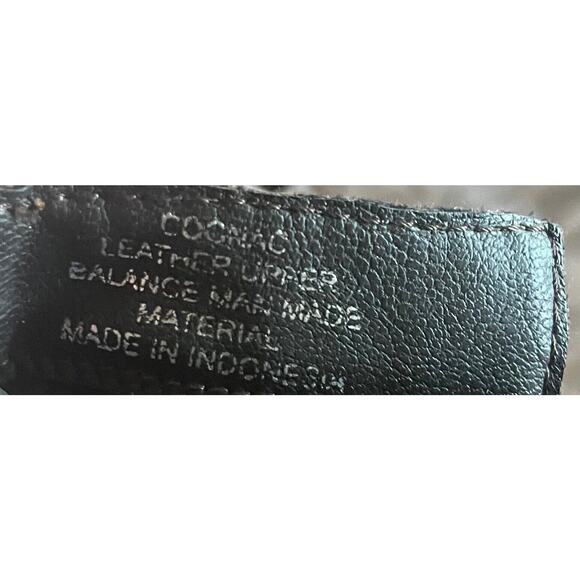 COGNAC
LEATHER UPPER
BALANCE MAN MADE
MATERIAL
MADE IN INDONESIA